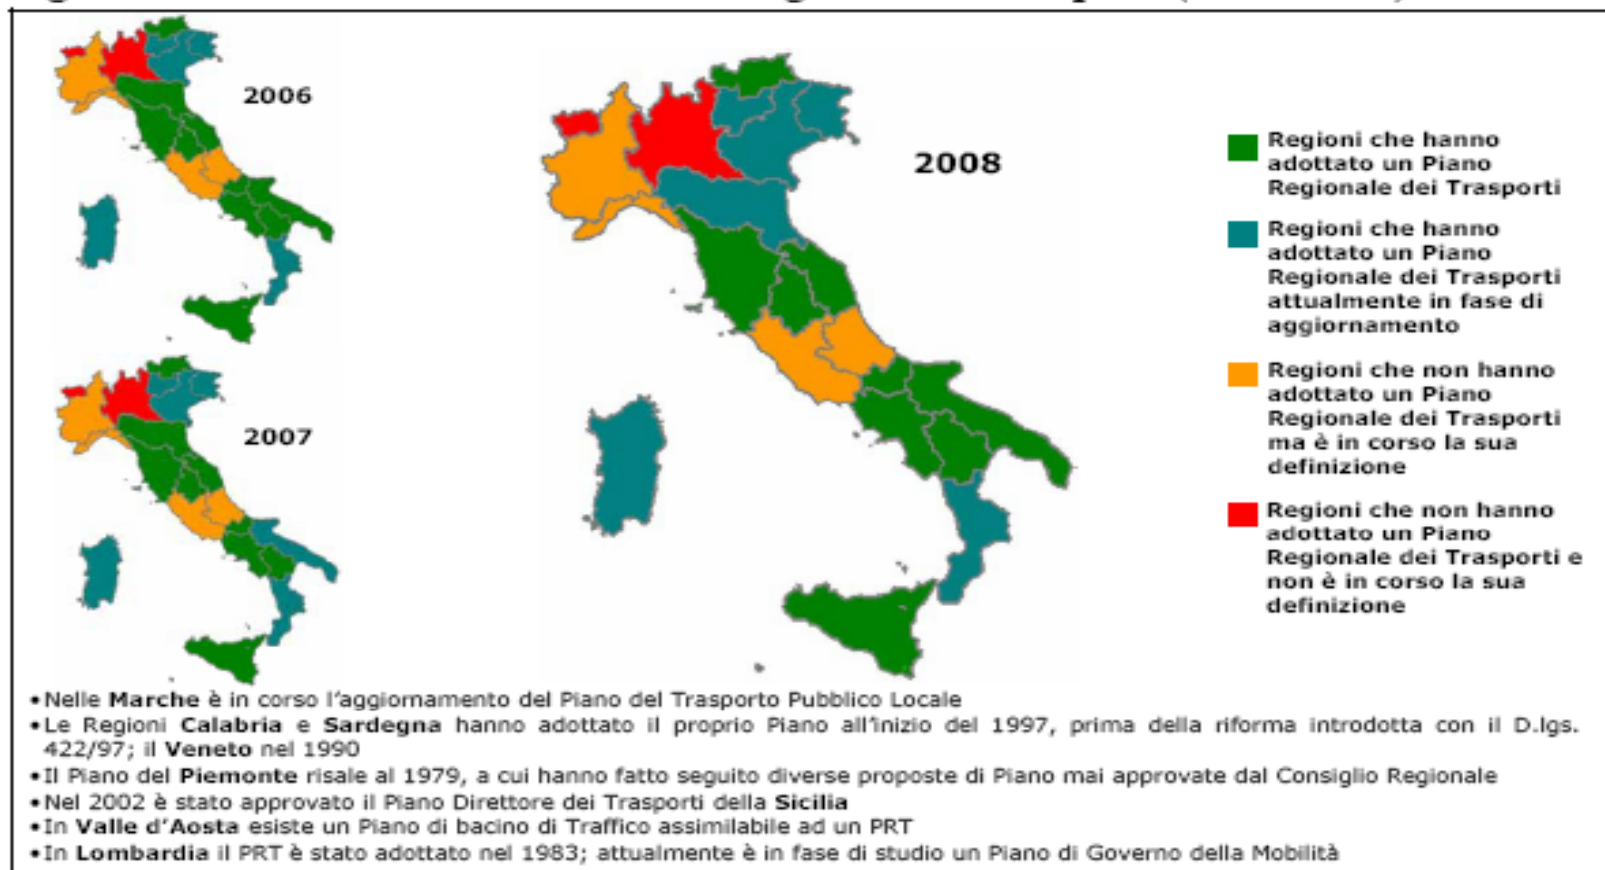 2006
2007
2008
Regioni che hanno
adottato un Piano
Regionale dei Trasporti
Regioni che hanno
adottato un Piano
Regionale dei Trasporti
attualmente in fase di
aggiornamento
Regioni che non hanno
adottato un Piano
Regionale dei Trasporti
ma è in corso la sua
definizione
Regioni che non hanno
adottato un Piano
Regionale dei Trasporti e
non è in corso la sua
definizione
•Nelle Marche è in corso l'aggiornamento del Piano del Trasporto Pubblico Locale
•Le Regioni Calabria e Sardegna hanno adottato il proprio Piano all'inizio del 1997, prima della riforma introdotta con il D.lgs.
422/97; il Veneto nel 1990
•Il Piano del Piemonte risale al 1979, a cui hanno fatto seguito diverse proposte di Piano mai approvate dal Consiglio Regionale
•Nel 2002 è stato approvato il Piano Direttore dei Trasporti della Sicilia
•In Valle d'Aosta esiste un Piano di bacino di Traffico assimilabile ad un PRT
•In Lombardia il PRT è stato adottato nel 1983; attualmente è in fase di studio un Piano di Governo della Mobilità